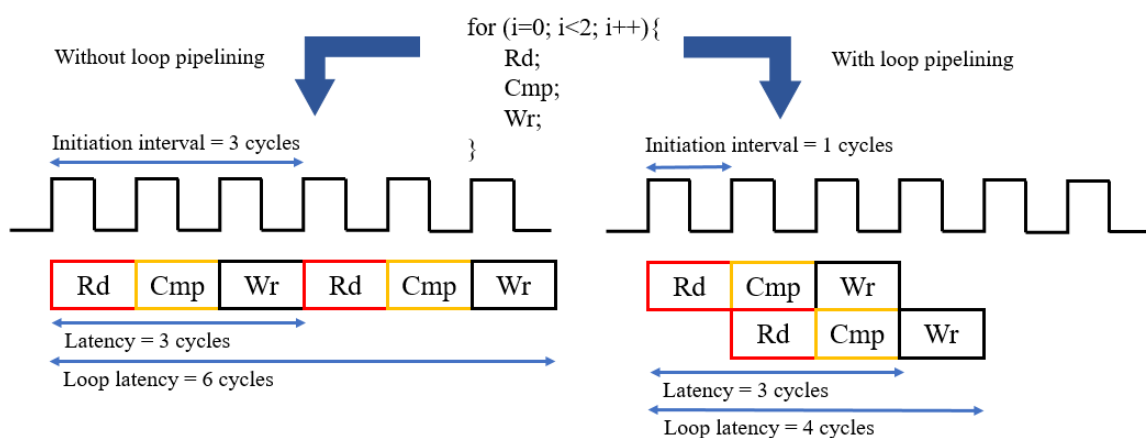 for (i=0; i<2; i++){
Rd;
Cmp;
Wr;
}
Without loop pipelining
Initiation interval = 3 cycles
Rd Cmp Wr Rd Cmp Wr
Latency = 3 cycles
Loop latency = 6 cycles
With loop pipelining
Initiation interval = 1 cycles
Rd Cmp Wr
Rd Cmp Wr
Latency = 3 cycles
Loop latency = 4 cycles